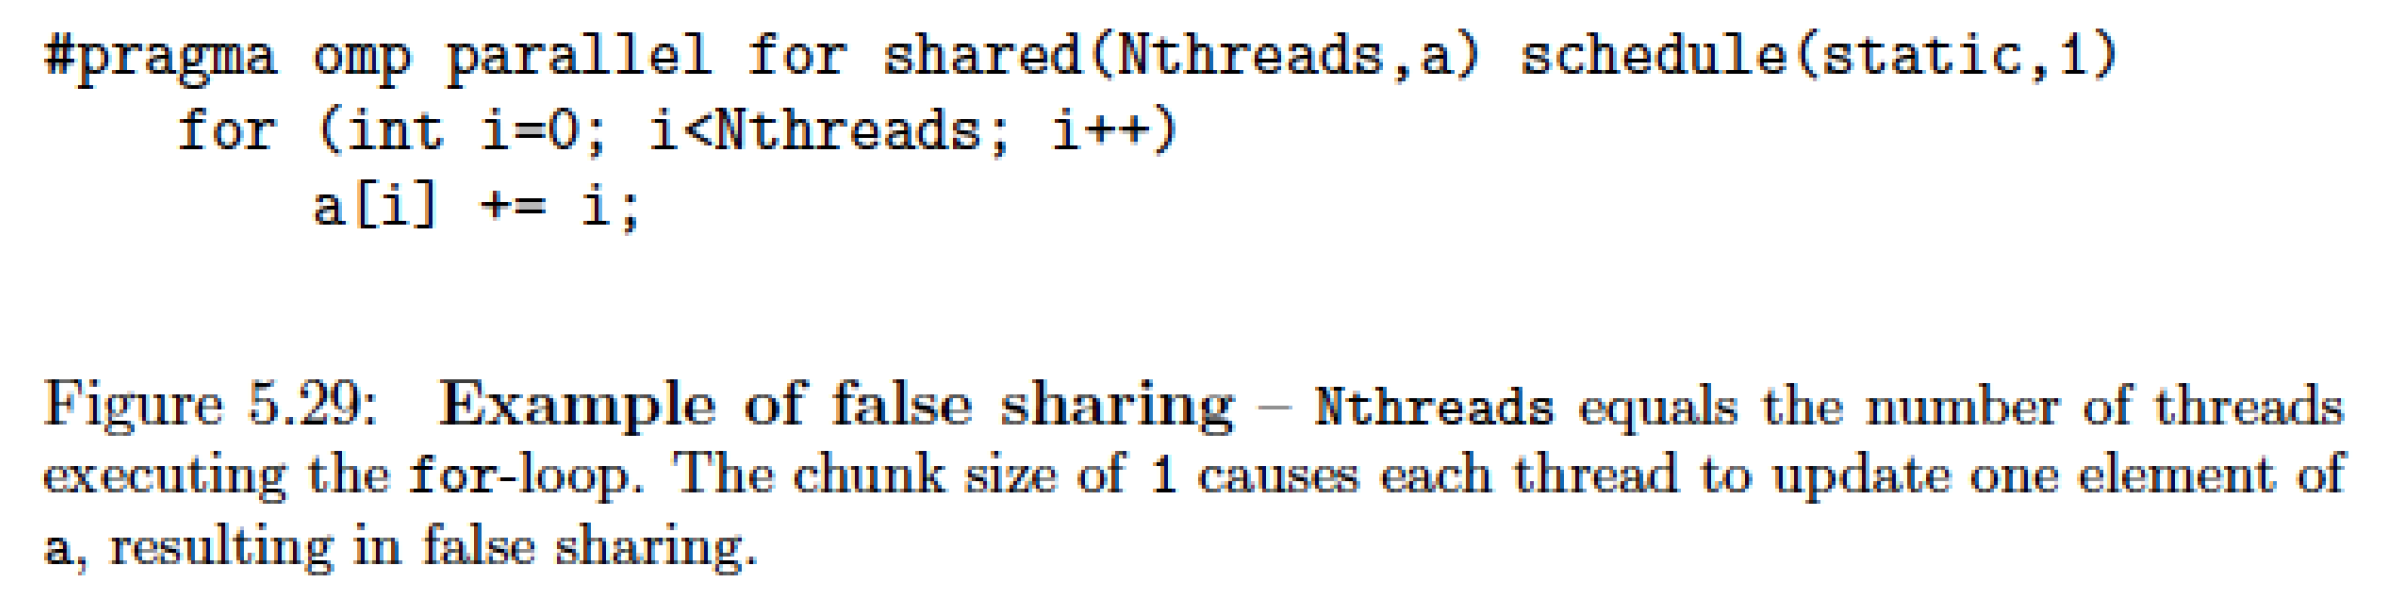 #pragma omp parallel for shared(Nthreads,a) schedule(static,1)
for (int i=0; i<Nthreads; i++)
a[i] += i;
Figure 5.29: Example of false sharing – Nthreads equals the number of threads
executing the for-loop. The chunk size of 1 causes each thread to update one element of
a, resulting in false sharing.